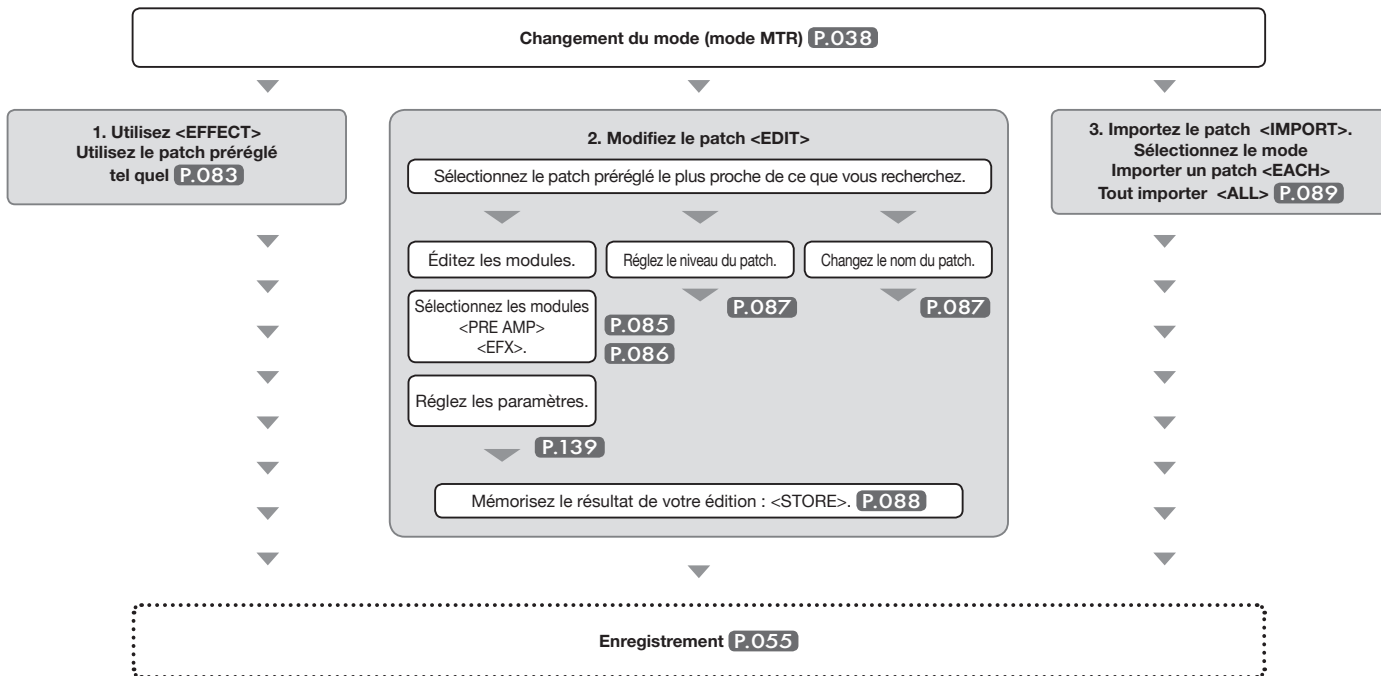 Changement du mode (mode MTR) P.038
1. Utilisez <EFFECT>
Utilisez le patch préréglé
tel quel P.083
2. Modifiez le patch <EDIT>
Sélectionnez le patch préréglé le plus proche de ce que vous recherchez.
Éditez les modules.
Réglez le niveau du patch.
Changez le nom du patch.
Sélectionnez les modules
<PRE AMP>
<EFX>.
P.085
P.086
P.087
P.087
Réglez les paramètres.
P.139
Mémorisez le résultat de votre édition : <STORE>. P.088
3. Importez le patch <IMPORT>.
Sélectionnez le mode
Importer un patch <EACH>
Tout importer <ALL> P.089
Enregistrement P.055